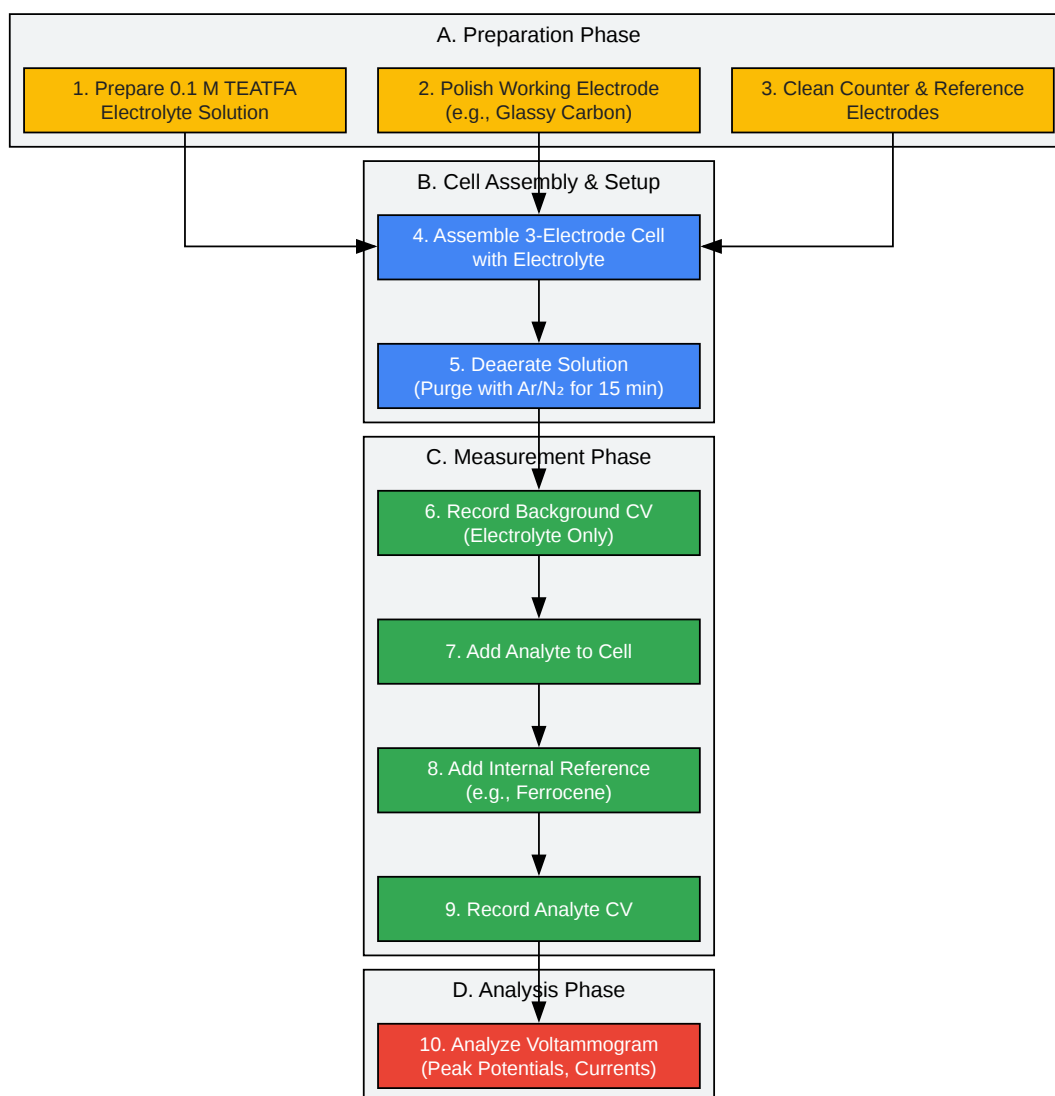 A. Preparation Phase
1. Prepare 0.1 M TEATFA
Electrolyte Solution
2. Polish Working Electrode
(e.g., Glassy Carbon)
3. Clean Counter & Reference
Electrodes
B. Cell Assembly & Setup
4. Assemble 3-Electrode Cell
with Electrolyte
5. Deaerate Solution
(Purge with Ar/N₂ for 15 min)
C. Measurement Phase
6. Record Background CV
(Electrolyte Only)
7. Add Analyte to Cell
8. Add Internal Reference
(e.g., Ferrocene)
9. Record Analyte CV
D. Analysis Phase
10. Analyze Voltammogram
(Peak Potentials, Currents)